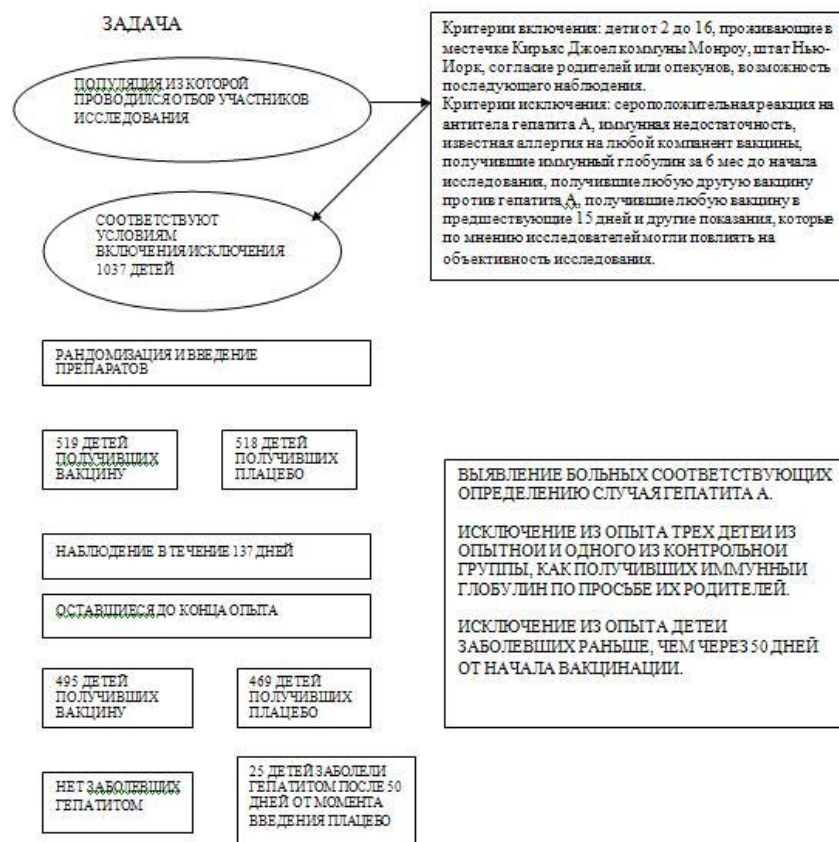 ЗАДАЧА
ПОПУЛЯЦИЯ ИЗ КОТОРОЙ
ПРОВОДИЛСЯ ОТБОР УЧАСТНИКОВ
ИССЛЕДОВАНИЯ
Критерии включения: дети от 2 до 16, проживающие в
местечке Кирьяс Джоел коммуны Монроу, штат Нью-
Йорк, согласие родителей или опекунов, возможность
последующего наблюдения.
Критерии исключения: сероположительная реакция на
антитела гепатита А, иммунная недостаточность,
известная аллергия на любой компанент вакцины,
получившие иммунный глобулин за 6 мес до начала
исследования, получившие любую другую вакцину
против гепатита А, получившие любую вакцину в
предшествующие 15 дней и другие показания, которые
по мнению исследователей могли повлиять на
объективность исследования.
СООТВЕТСТВУЮТ
УСЛОВИЯМ
ВКЛЮЧЕНИЯ/ИСКЛЮЧЕНИЯ
1037 ДЕТЕЙ
РАНДОМИЗАЦИЯ И ВВЕДЕНИЕ
ПРЕПАРАТОВ
519 ДЕТЕЙ
ПОЛУЧИВШИХ
ВАКЦИНУ
518 ДЕТЕЙ
ПОЛУЧИВШИХ
ПЛАЦЕБО
НАБЛЮДЕНИЕ В ТЕЧЕНИЕ 137 ДНЕЙ
ОСТАВШИЕСЯ ДО КОНЦА ОПЫТА
495 ДЕТЕЙ
ПОЛУЧИВШИХ
ВАКЦИНУ
469 ДЕТЕЙ
ПОЛУЧИВШИХ
ПЛАЦЕБО
НЕТ ЗАБОЛЕВШИХ
ГЕПАТИТОМ
25 ДЕТЕЙ ЗАБОЛЕЛИ
ГЕПАТИТОМ ПОСЛЕ 50
ДНЕЙ ОТ МОМЕНТА
ВВЕДЕНИЯ ПЛАЦЕБО
ВЫЯВЛЕНИЕ БОЛЬНЫХ СООТВЕТСТВУЮЩИХ
ОПРЕДЕЛЕНИЮ СЛУЧАЯ ГЕПАТИТА А.
ИСКЛЮЧЕНИЕ ИЗ ОПЫТА ТРЕХ ДЕТЕЙ ИЗ
ОПЫТНОЙ И ОДНОГО ИЗ КОНТРОЛЬНОЙ
ГРУППЫ, КАК ПОЛУЧИВШИХ ИММУННЫЙ
ГЛОБУЛИН ПО ПРОСЬБЕ ИХ РОДИТЕЛЕЙ.
ИСКЛЮЧЕНИЕ ИЗ ОПЫТА ДЕТЕЙ
ЗАБОЛЕВШИХ РАНЬШЕ, ЧЕМ ЧЕРЕЗ 50 ДНЕЙ
ОТ НАЧАЛА ВАКЦИНАЦИИ.